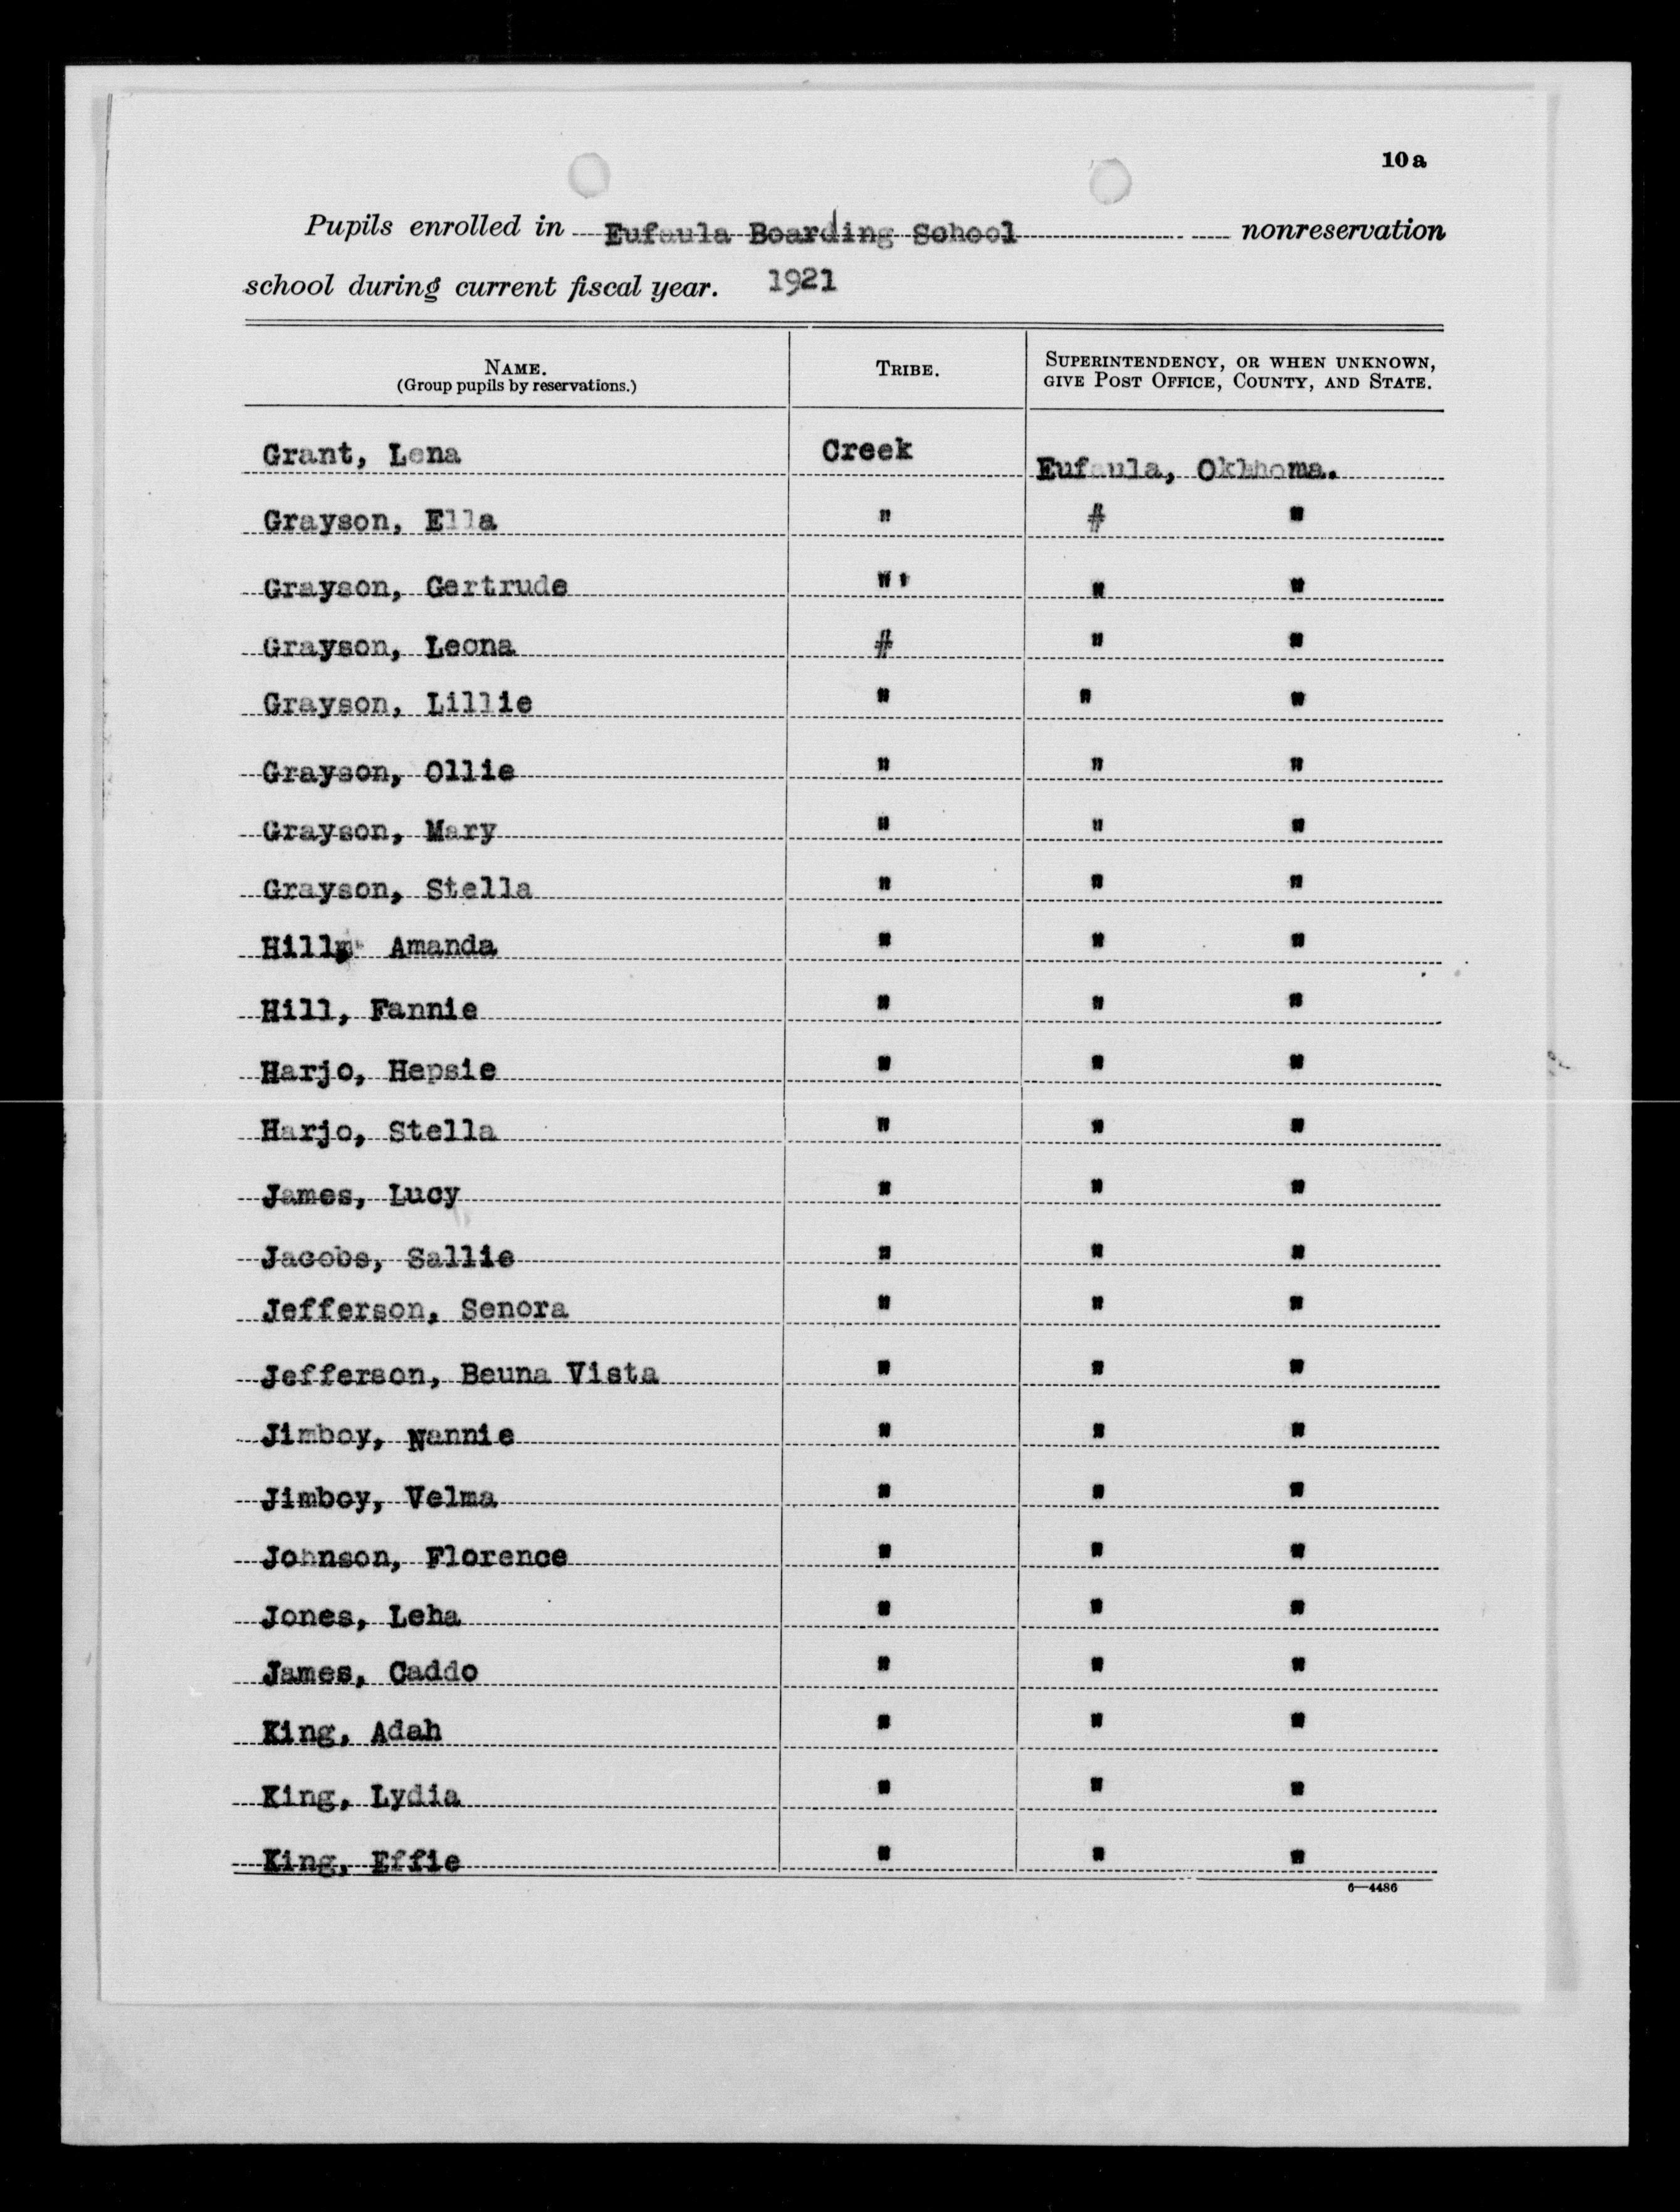 10a
Pupils enrolled in Eufaula Boarding School nonreservation
school during current fiscal year. 1921
NAME. TRIBE. SUPERINTENDENCY, OR WHEN UNKNOWN,
(Group pupils by reservations.) GIVE POST OFFICE, COUNTY, AND STATE.
Grant, Lena Creek Eufaula, Oklahoma.
Grayson, Ella " # "
Grayson, Gertrude "' " "
Grayson, Leona # " "
Grayson, Lillie " " "
Grayson, Ollie " " "
Grayson, Mary " " "
Grayson, Stella " " "
Hill, Amanda " " "
Hill, Fannie " " "
Harjo, Hepsie " " "
Harjo, Stella " " "
James, Lucy " " "
Jacobs, Sallie " " "
Jefferson, Senora " " "
Jefferson, Beuna Vista " " "
Jimboy, Nannie " " "
Jimboy, Velma " " "
Johnson, Florence " " "
Jones, Leha " " "
James, Caddo " " "
King, Adah " " "
King, Lydia " " "
King, Effie " " "
6—4486